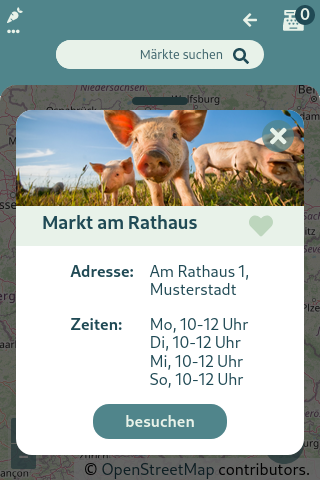 0
Märkte suchen
Niedersachsen
Wolfsburg
Markt am Rathaus
Adresse: Am Rathaus 1,
Musterstadt
Zeiten: Mo, 10-12 Uhr
Di, 10-12 Uhr
Mi, 10-12 Uhr
So, 10-12 Uhr
besuchen
© OpenStreetMap contributors.